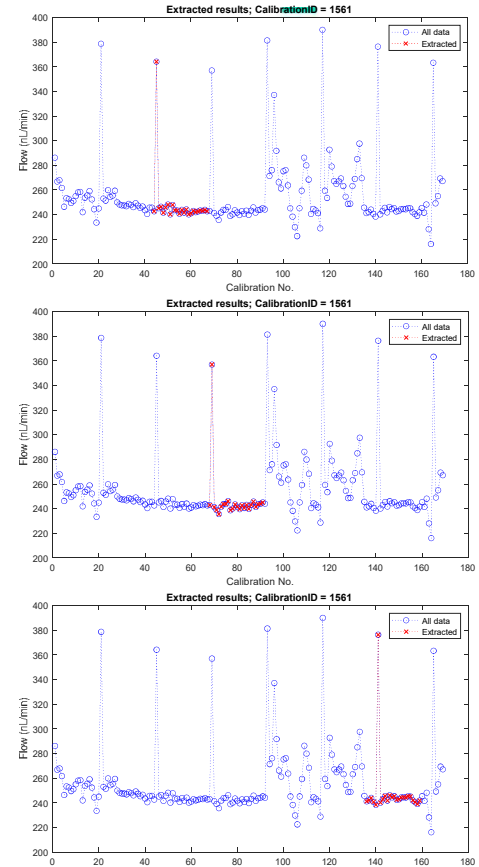 Extracted results; CalibrationID = 1561
400
380
360
340
320
300
280
260
240
220
200
Flow (nL/min)
All data
Extracted
0 20 40 60 80 100 120 140 160 180
Calibration No.
Extracted results; CalibrationID = 1561
400
380
360
340
320
300
280
260
240
220
200
Flow (nL/min)
All data
Extracted
0 20 40 60 80 100 120 140 160 180
Calibration No.
Extracted results; CalibrationID = 1561
400
380
360
340
320
300
280
260
240
220
200
Flow (nL/min)
All data
Extracted
0 20 40 60 80 100 120 140 160 180